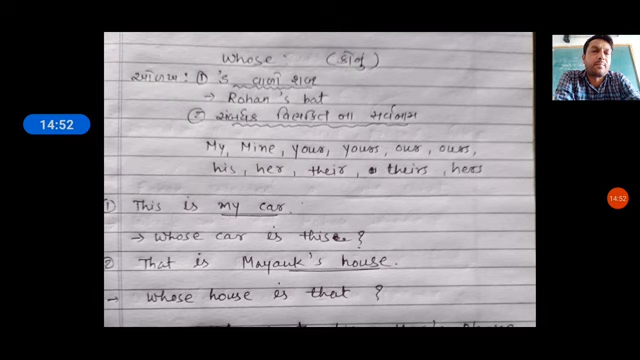 Whose: (કોનું)
ઓળખ: ① 's વાળો શબ્દ
→ Rohan's hat
② સંબંધક વિભક્તિ ના સર્વનામ
My, Mine, your, yours, our, ours,
his, her, their, theirs, hers
① This is my car.
→ Whose car is this ?
② That is Mayank's house.
→ Whose house is that ?
14:52
14:52